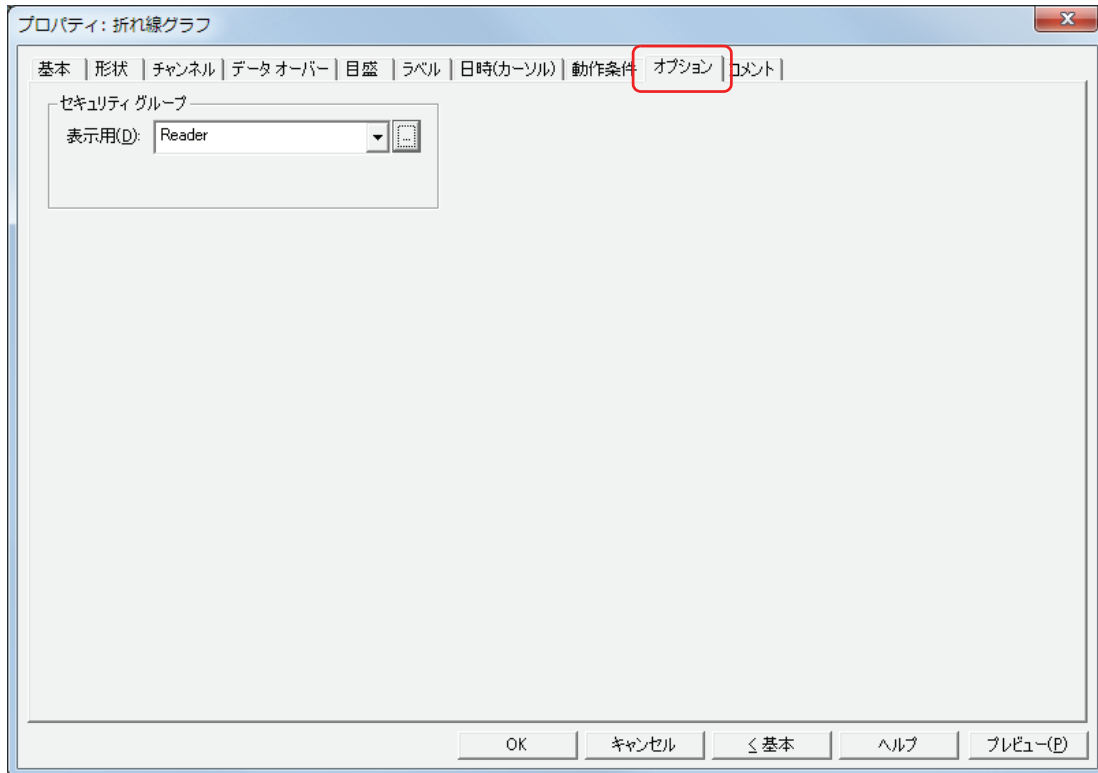 プロパティ: 折れ線グラフ
基本 形状 チャンネル データ オーバー 目盛 ラベル 日時(カーソル) 動作条件 オプション コメント
セキュリティ グループ
表示用(D): Reader ...
OK キャンセル < 基本 ヘルプ プレビュー(P)